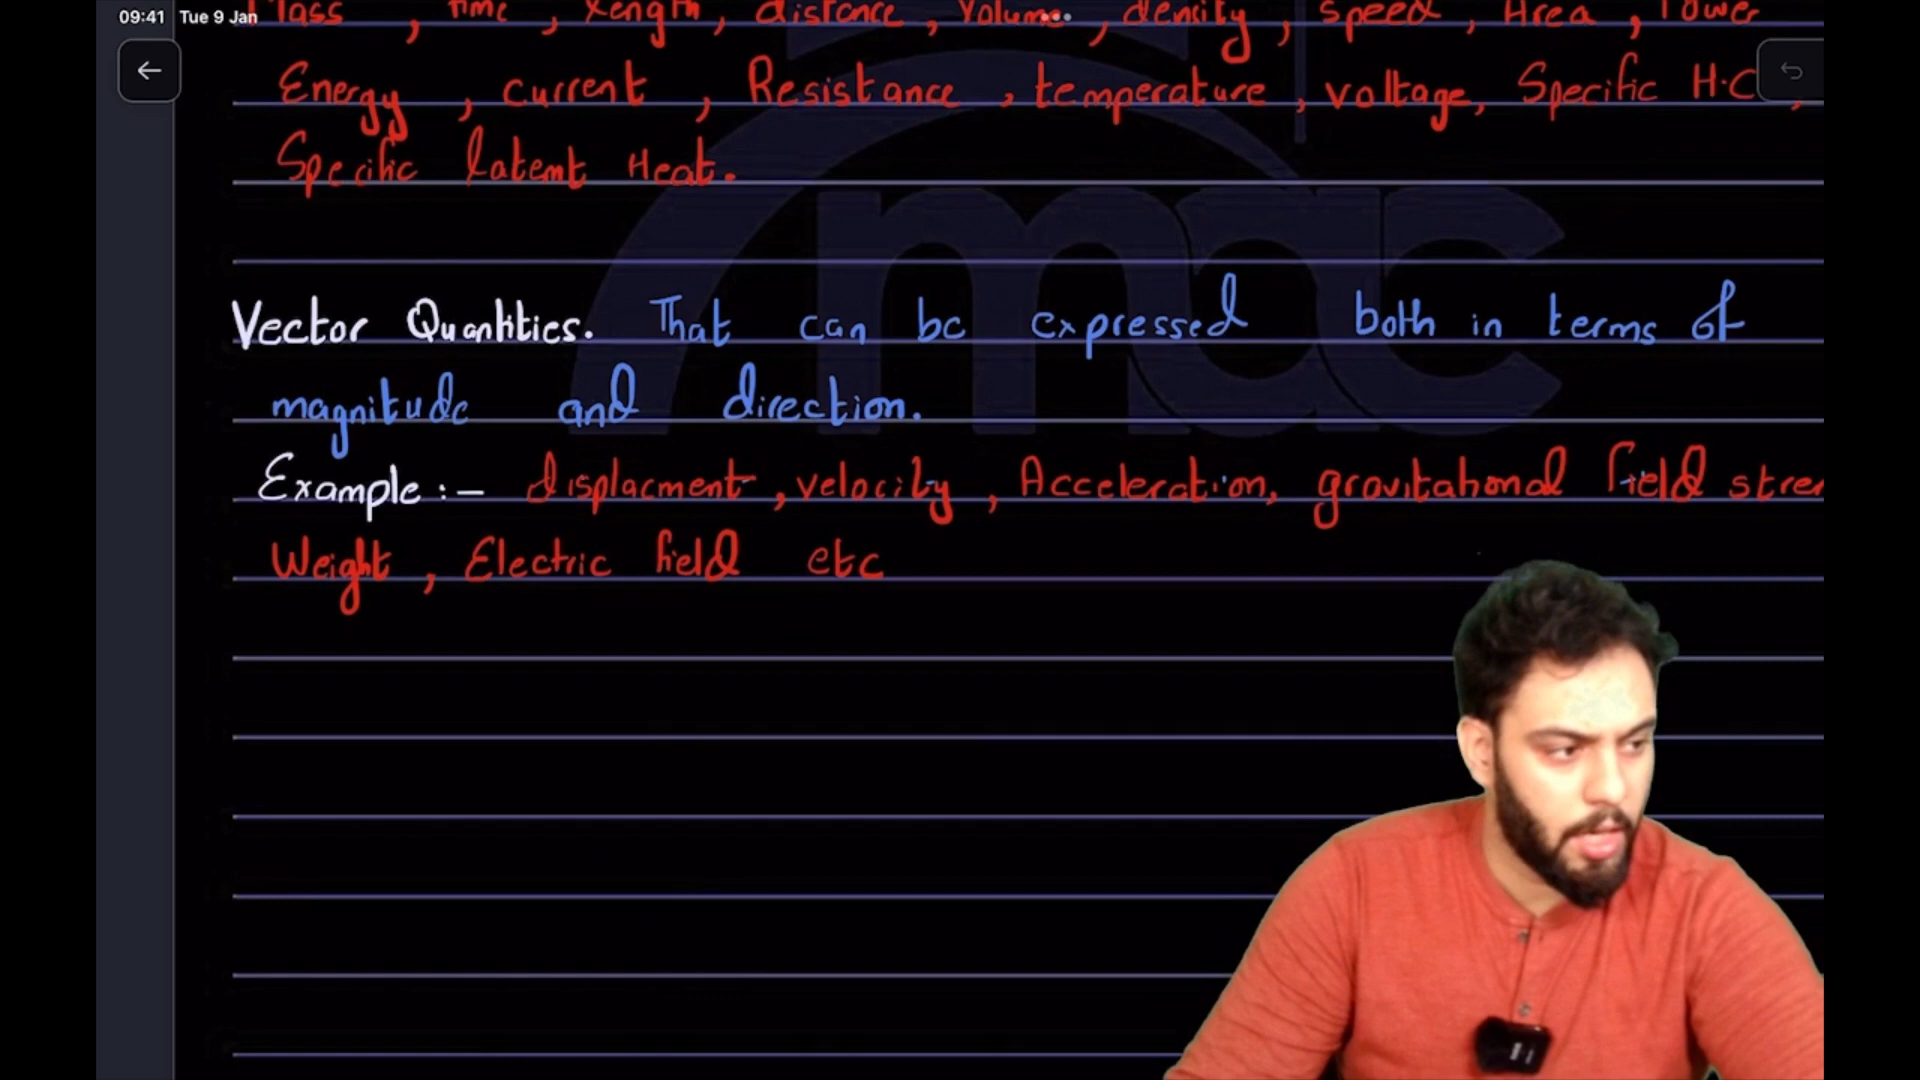 09:41 Tue 9 Jan
Mass , time , Length , distance , Volume , density , speed , Area , Power
Energy , current , Resistance , temperature , voltage, Specific H.C ,
Specific latent Heat.
mac
Vector Quantities. That can be expressed both in terms of
magnitude and direction.
Example :- displacment , velocity , Acceleration, gravitational field stren
Weight , Electric field etc